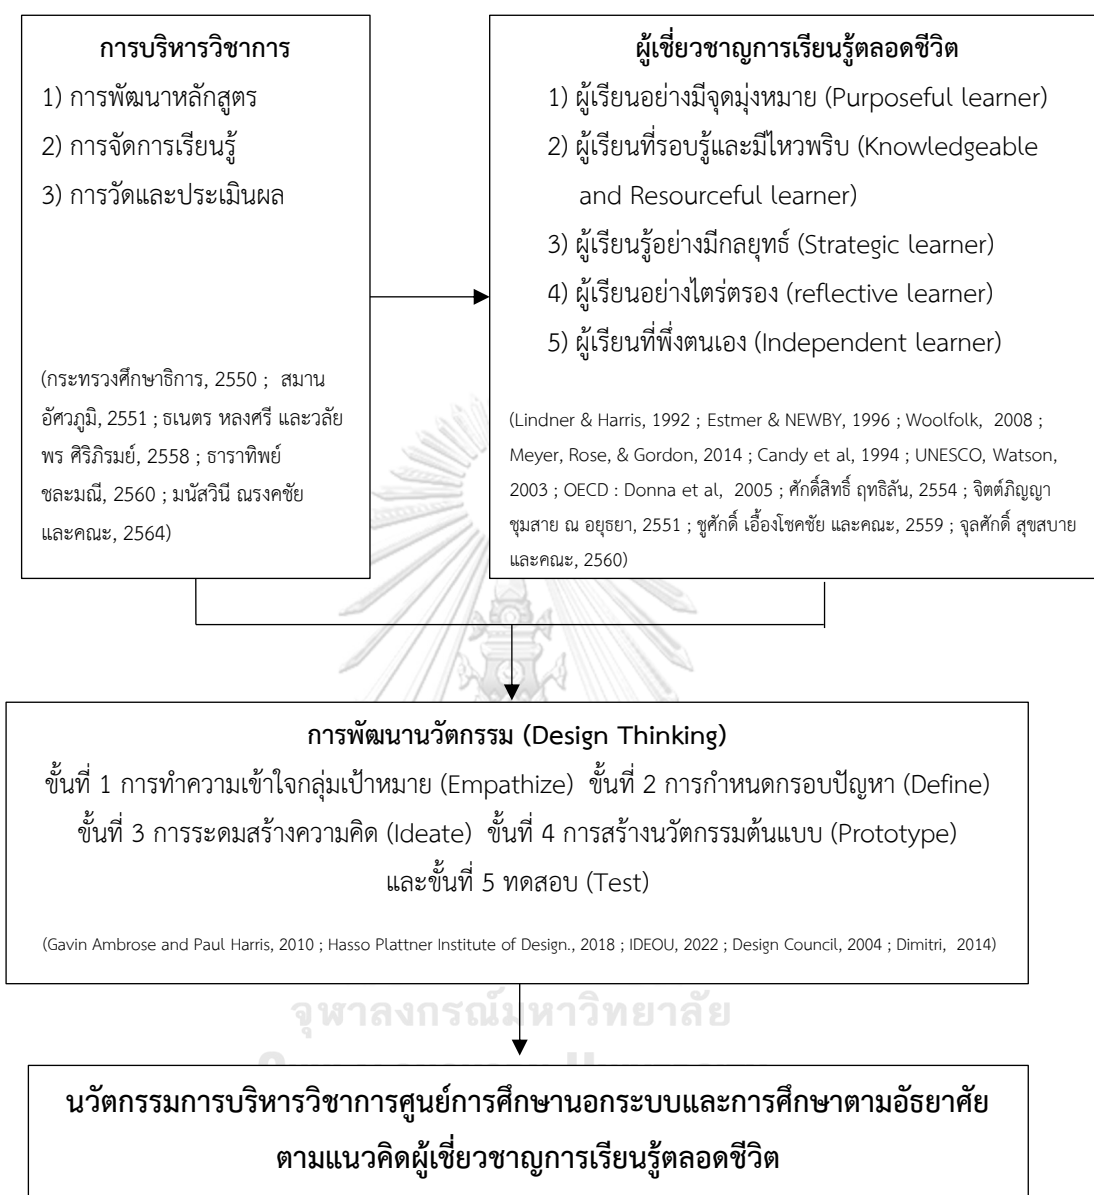 การบริหารวิชาการ
1) การพัฒนาหลักสูตร
2) การจัดการเรียนรู้
3) การวัดและประเมินผล
(กระทรวงศึกษาธิการ, 2550 ; สมาน
อัศวภูมิ, 2551 ; ธเนตร หลงศรี และวลัย
พร ศิริภิรมย์, 2558 ; ธาราทิพย์
ชละมณี, 2560 ; มนัสวินี ณรงคชัย
และคณะ, 2564)
ผู้เชี่ยวชาญการเรียนรู้ตลอดชีวิต
1) ผู้เรียนอย่างมีจุดมุ่งหมาย (Purposeful learner)
2) ผู้เรียนที่รอบรู้และมีไหวพริบ (Knowledgeable
and Resourceful learner)
3) ผู้เรียนรู้อย่างมีกลยุทธ์ (Strategic learner)
4) ผู้เรียนอย่างไตร่ตรอง (reflective learner)
5) ผู้เรียนที่พึ่งตนเอง (Independent learner)
(Lindner & Harris, 1992 ; Estmer & NEWBY, 1996 ; Woolfolk, 2008 ;
Meyer, Rose, & Gordon, 2014 ; Candy et al, 1994 ; UNESCO, Watson,
2003 ; OECD : Donna et al, 2005 ; ศักดิ์สิทธิ์ ฤทธิลัน, 2554 ; จิตต์ภิญญา
ชุมสาย ณ อยุธยา, 2551 ; ชูศักดิ์ เอื้องโชคชัย และคณะ, 2559 ; จุลศักดิ์ สุขสบาย
และคณะ, 2560)
การพัฒนานวัตกรรม (Design Thinking)
ขั้นที่ 1 การทำความเข้าใจกลุ่มเป้าหมาย (Empathize) ขั้นที่ 2 การกำหนดกรอบปัญหา (Define)
ขั้นที่ 3 การระดมสร้างความคิด (Ideate) ขั้นที่ 4 การสร้างนวัตกรรมต้นแบบ (Prototype)
และขั้นที่ 5 ทดสอบ (Test)
(Gavin Ambrose and Paul Harris, 2010 ; Hasso Plattner Institute of Design., 2018 ; IDEOU, 2022 ; Design Council, 2004 ; Dimitri, 2014)
จุฬาลงกรณ์มหาวิทยาลัย
นวัตกรรมการบริหารวิชาการศูนย์การศึกษานอกระบบและการศึกษาตามอัธยาศัย
ตามแนวคิดผู้เชี่ยวชาญการเรียนรู้ตลอดชีวิต